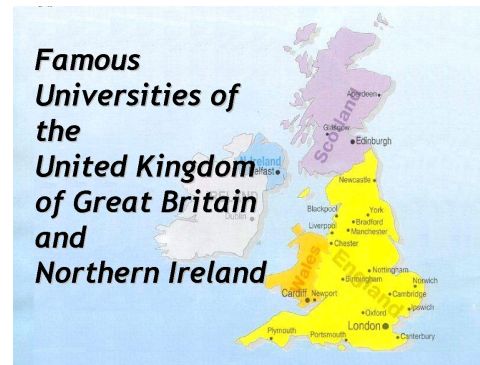 Famous
Universities of
the
United Kingdom
of Great Britain
and
Northern Ireland
Aberdeen
Glasgow
Edinburgh
Scotland
N.Ireland
Belfast
IRELAND
Dublin
Newcastle
Blackpool
York
Bradford
Liverpool
Manchester
Chester
Wales
England
Nottingham
Norwich
Birmingham
Cambridge
Cardiff
Newport
Ipswich
Oxford
London
Plymouth
Portsmouth
Canterbury